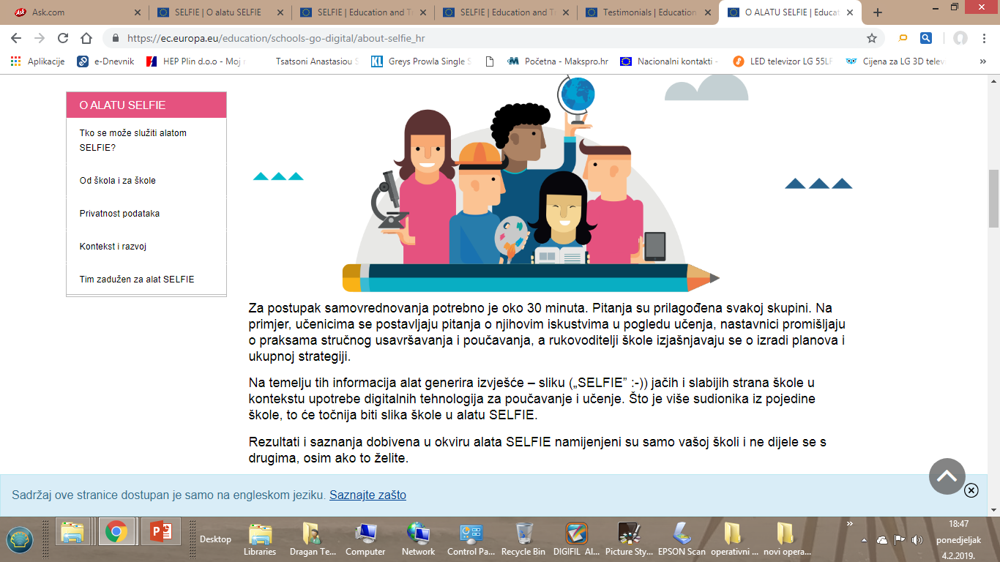 Ask.com
SELFIE | O alatu SELFIE
SELFIE | Education and Tr
SELFIE | Education and Tr
Testimonials | Education
O ALATU SELFIE | Educat
https://ec.europa.eu/education/schools-go-digital/about-selfie_hr
Aplikacije
e-Dnevnik
HEP Plin d.o.o - Moj r
Tsatsoni Anastasiou S
Greys Prowla Single S
Početna - Makspro.hr
Nacionalni kontakti -
LED televizor LG 55LF
Cijena za LG 3D telev
O ALATU SELFIE
Tko se može služiti alatom
SELFIE?
Od škola i za škole
Privatnost podataka
Kontekst i razvoj
Tim zadužen za alat SELFIE
Za postupak samovrednovanja potrebno je oko 30 minuta. Pitanja su prilagođena svakoj skupini. Na
primjer, učenicima se postavljaju pitanja o njihovim iskustvima u pogledu učenja, nastavnici promišljaju
o praksama stručnog usavršavanja i poučavanja, a rukovoditelji škole izjašnjavaju se o izradi planova i
ukupnoj strategiji.
Na temelju tih informacija alat generira izvješće – sliku („SELFIE” :-)) jačih i slabijih strana škole u
kontekstu upotrebe digitalnih tehnologija za poučavanje i učenje. Što je više sudionika iz pojedine
škole, to će točnija biti slika škole u alatu SELFIE.
Rezultati i saznanja dobivena u okviru alata SELFIE namijenjeni su samo vašoj školi i ne dijele se s
drugima, osim ako to želite.
Sadržaj ove stranice dostupan je samo na engleskom jeziku. Saznajte zašto
Desktop
Libraries
Dragan Te...
Computer
Network
Control Pa...
Recycle Bin
DIGIFIL AI...
Picture Sty...
EPSON Scan
operativni ...
novi opera...
18:47
ponedjeljak
4.2.2019.